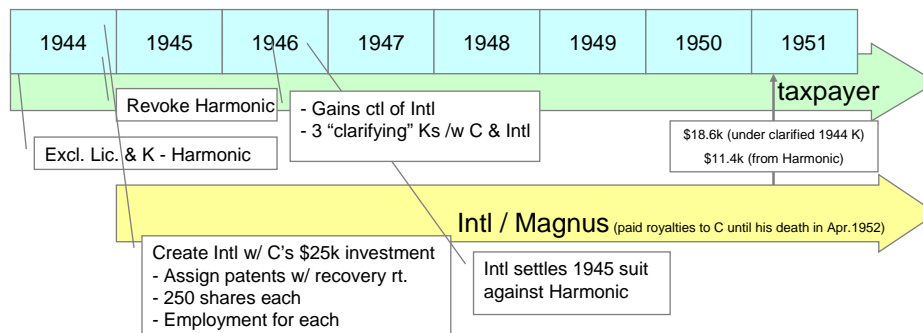 1944 1945 1946 1947 1948 1949 1950 1951
taxpayer
Revoke Harmonic
- Gains ctl of Intl
- 3 “clarifying” Ks /w C & Intl
$18.6k (under clarified 1944 K)
$11.4k (from Harmonic)
Excl. Lic. & K - Harmonic
Intl / Magnus (paid royalties to C until his death in Apr.1952)
Create Intl w/ C's $25k investment
- Assign patents w/ recovery rt.
- 250 shares each
- Employment for each
Intl settles 1945 suit
against Harmonic